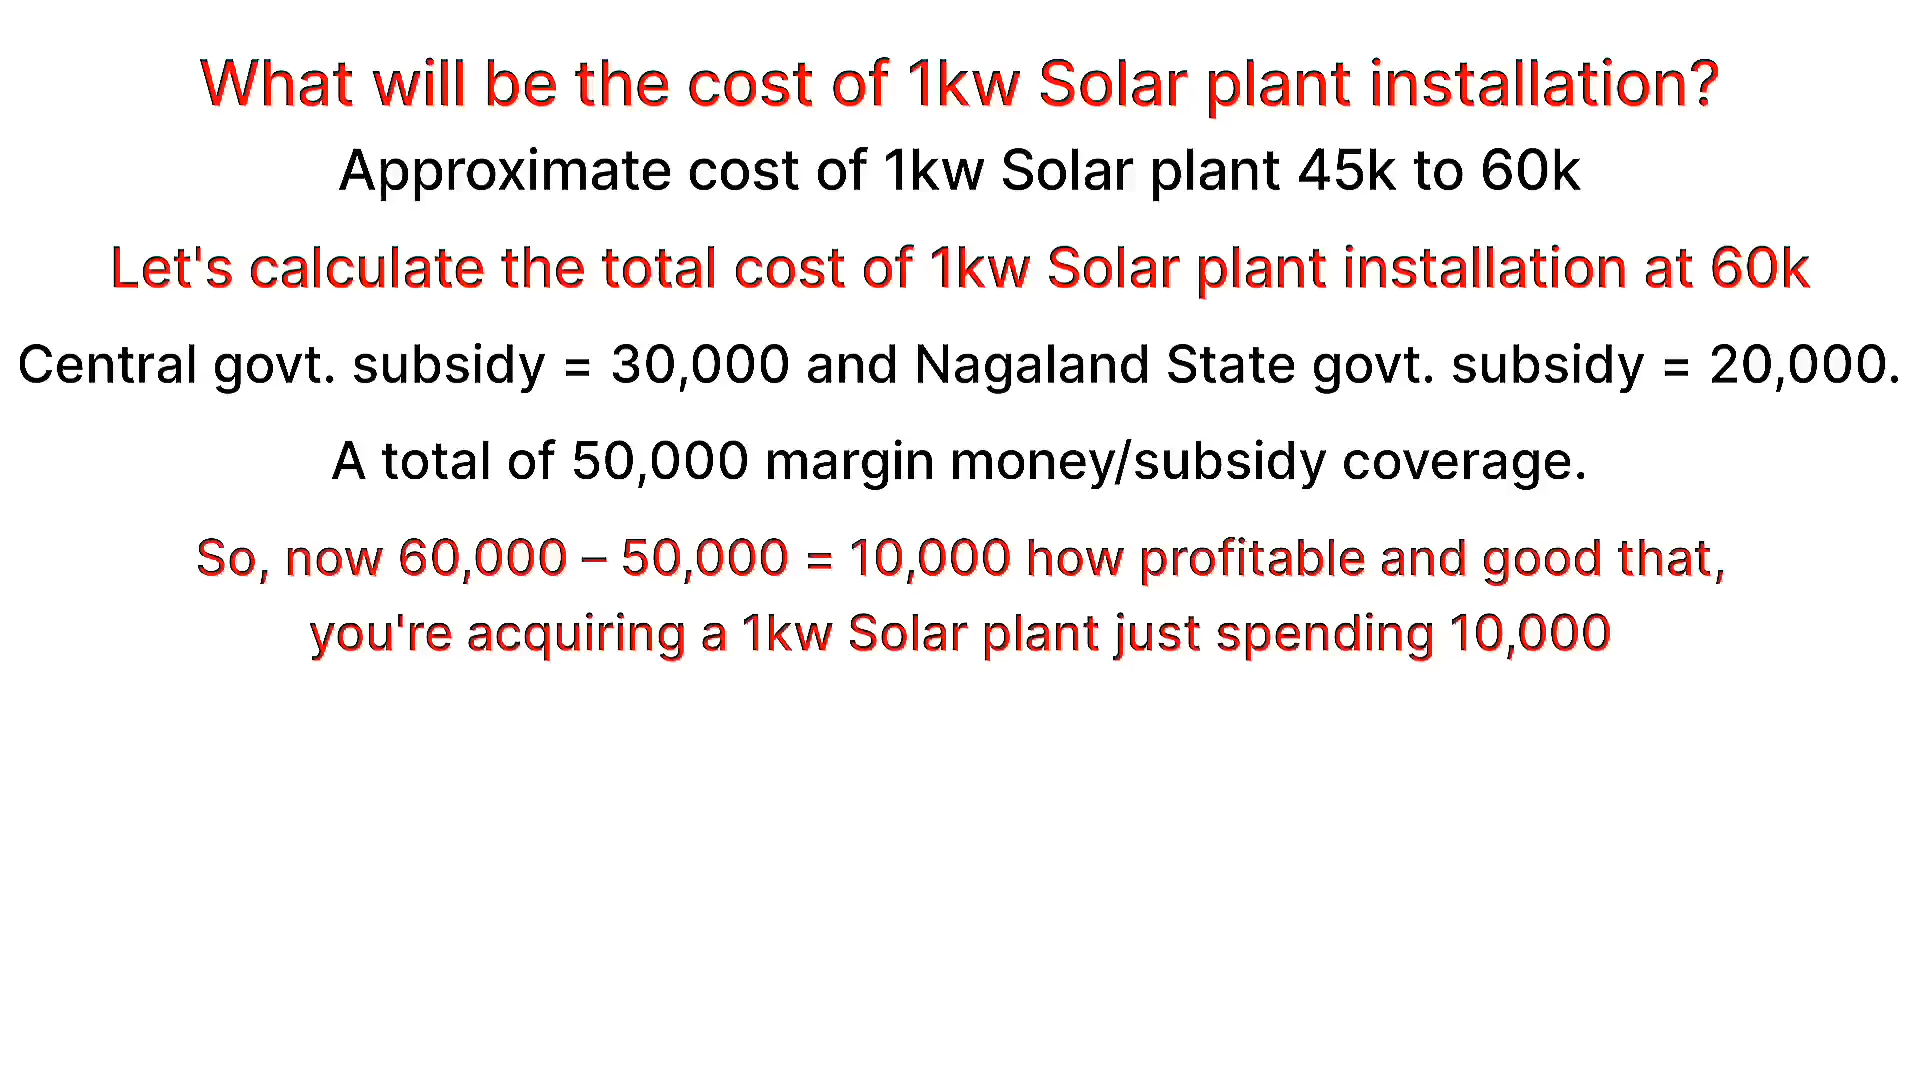 What will be the cost of 1kw Solar plant installation?
Approximate cost of 1kw Solar plant 45k to 60k
Let's calculate the total cost of 1kw Solar plant installation at 60k
Central govt. subsidy = 30,000 and Nagaland State govt. subsidy = 20,000.
A total of 50,000 margin money/subsidy coverage.
So, now 60,000 – 50,000 = 10,000 how profitable and good that,
you're acquiring a 1kw Solar plant just spending 10,000